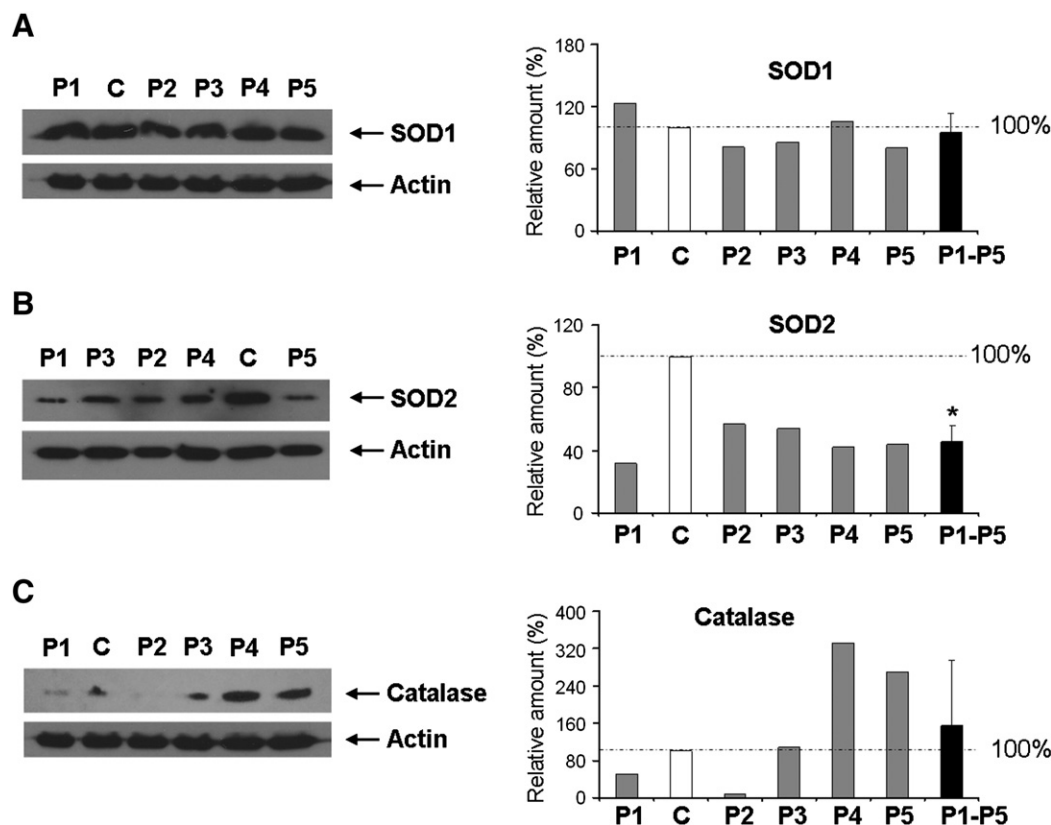 A
P1 C P2 P3 P4 P5
SOD1
Actin
SOD1
Relative amount (%)
180
120
60
0
100%
P1 C P2 P3 P4 P5 P1-P5
B
P1 P3 P2 P4 C P5
SOD2
Actin
SOD2
Relative amount (%)
120
80
40
0
100%
*
P1 C P2 P3 P4 P5 P1-P5
C
P1 C P2 P3 P4 P5
Catalase
Actin
Catalase
Relative amount (%)
400
320
240
160
80
0
100%
P1 C P2 P3 P4 P5 P1-P5